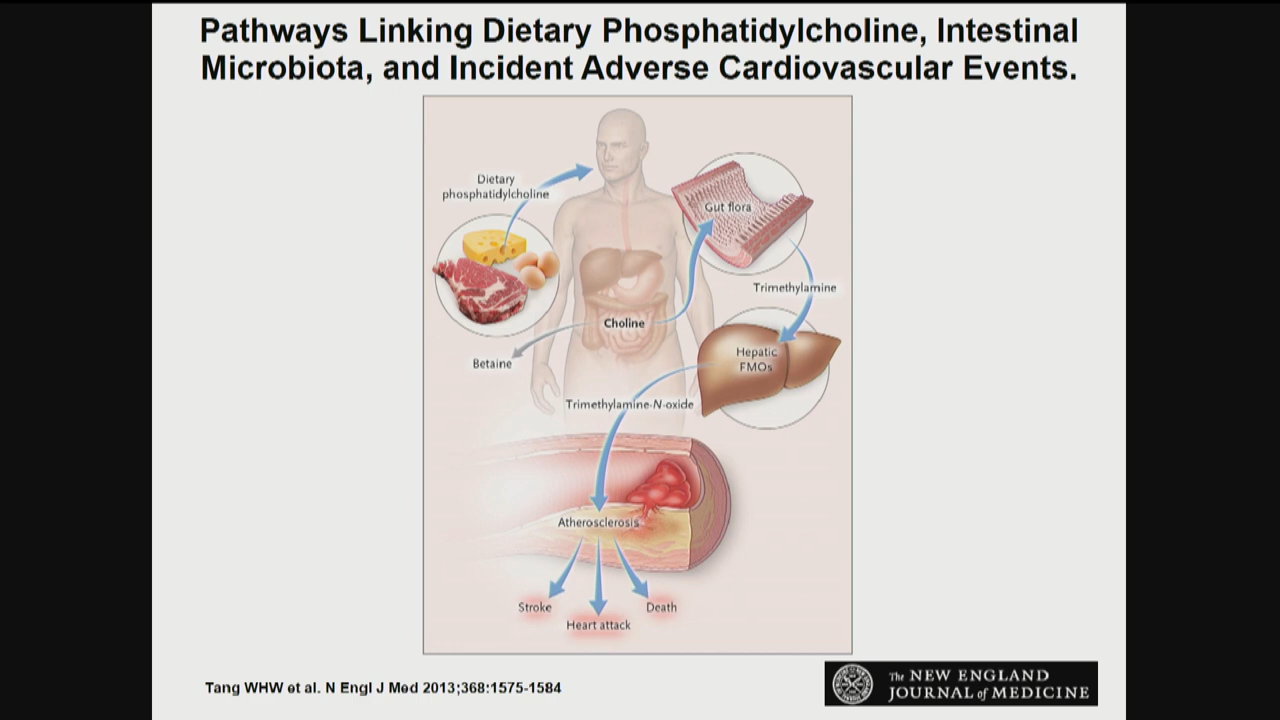 Pathways Linking Dietary Phosphatidylcholine, Intestinal
Microbiota, and Incident Adverse Cardiovascular Events.
Dietary
phosphatidylcholine
Gut flora
Trimethylamine
Choline
Betaine
Hepatic
FMOs
Trimethylamine-N-oxide
Atherosclerosis
Stroke
Heart attack
Death
Tang WHW et al. N Engl J Med 2013;368:1575-1584
The NEW ENGLAND
JOURNAL of MEDICINE